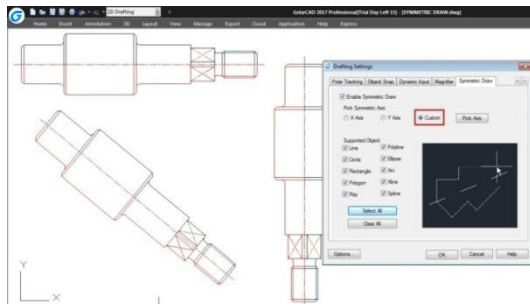 2D Drafting
GstarCAD 2017 Pro(Trial Day Left 15) [SYMMETRIC DRAW.dwg]
Home Insert Annotation 3D Layout View Manage Export Cloud Application Help Express
Drafting Settings
Polar Tracking Object Snap Dynamic Input Magnifier Symmetric Draw
Enable Symmetric Draw
Pick Symmetric Axis
X Axis Y Axis Custom Pick Axis
Supported Object
Line Polyline
Circle Ellipse
Rectangle Arc
Polygon Mline
Ray Spline
Select All
Clear All
Options... OK Cancel Help
Y
X